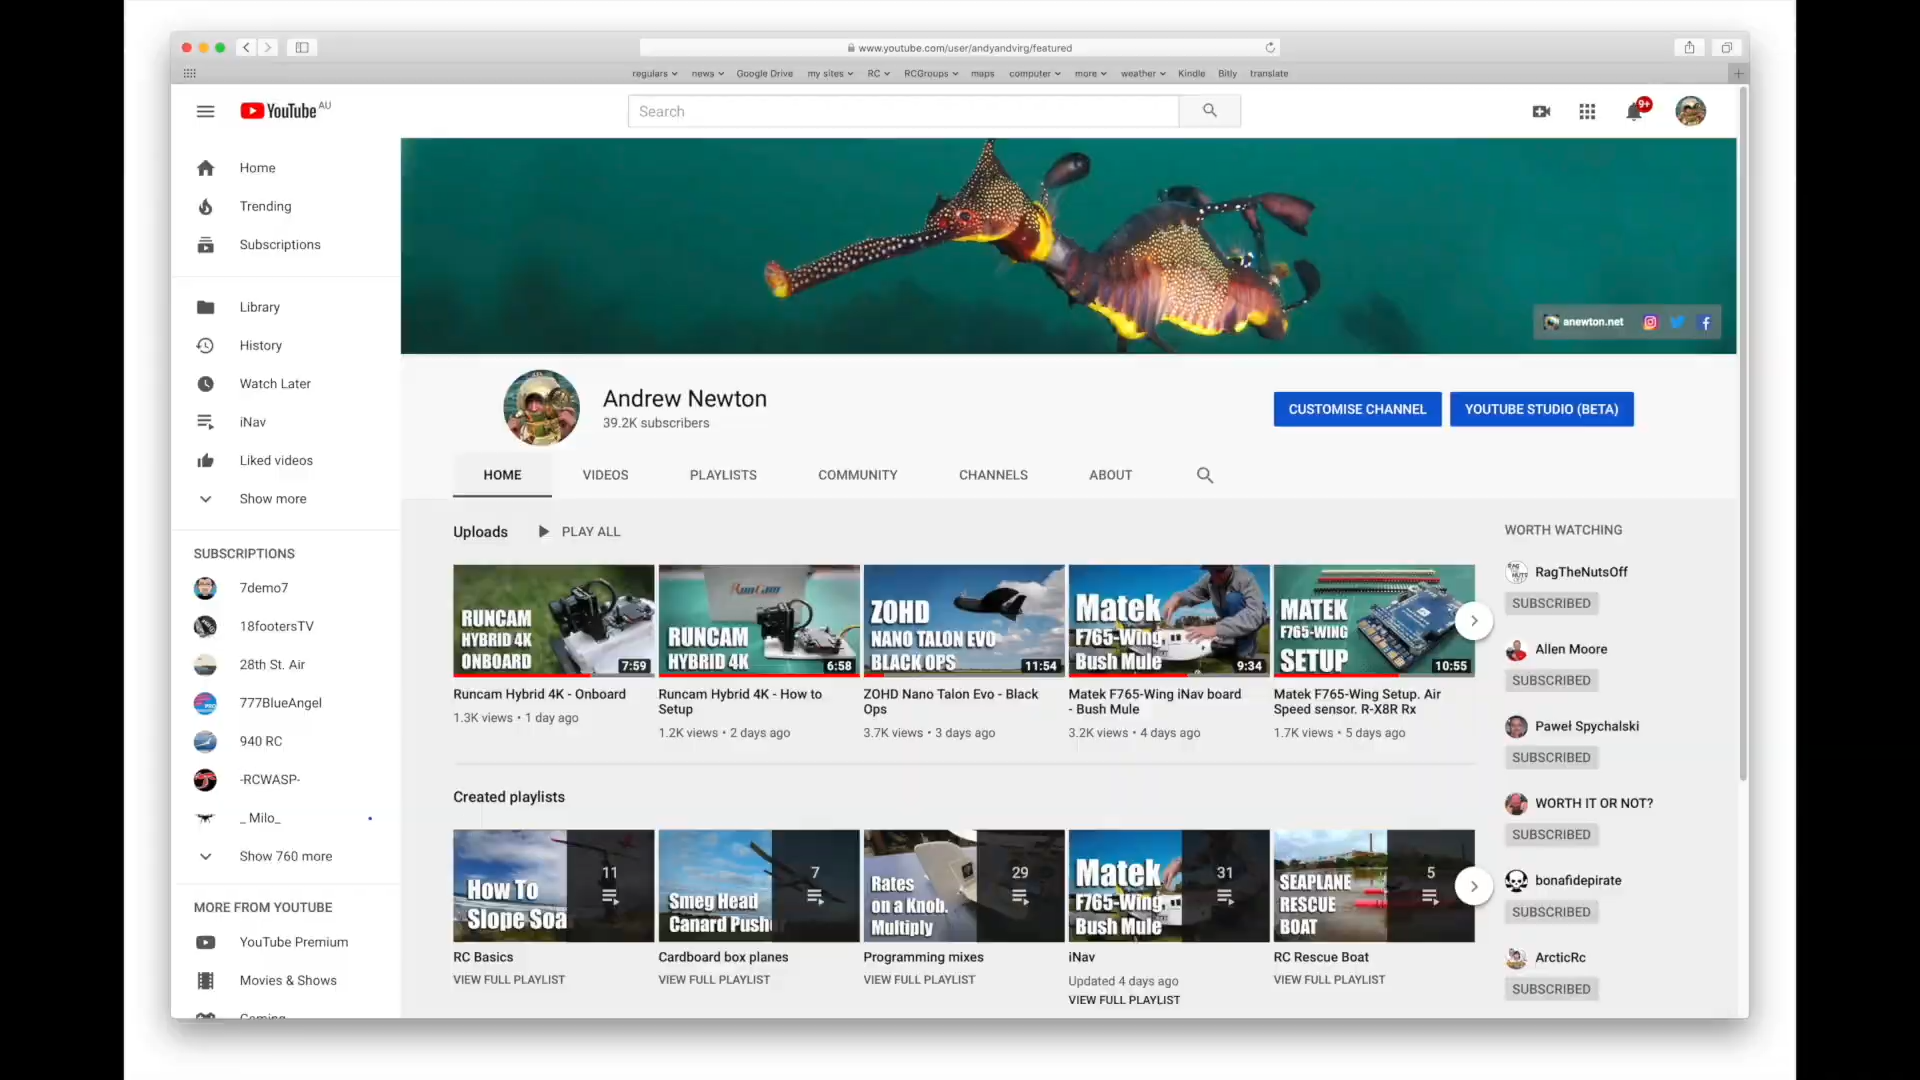 www.youtube.com/user/andyandvirg/featured
regulars news Google Drive my sites RC RCGroups maps computer more weather Kindle Bitly translate
YouTube AU
Search
9+
Home
Trending
Subscriptions
Library
History
Watch Later
iNav
Liked videos
Show more
SUBSCRIPTIONS
7demo7
18footersTV
28th St. Air
777BlueAngel
940 RC
-RCWASP-
_ Milo_
Show 760 more
MORE FROM YOUTUBE
YouTube Premium
Movies & Shows
anewton.net
Andrew Newton
39.2K subscribers
CUSTOMISE CHANNEL
YOUTUBE STUDIO (BETA)
HOME VIDEOS PLAYLISTS COMMUNITY CHANNELS ABOUT
Uploads PLAY ALL
RUNCAM
HYBRID 4K
ONBOARD
7:59
Runcam Hybrid 4K - Onboard
1.3K views • 1 day ago
RunCam
RUNCAM
HYBRID 4K
6:58
Runcam Hybrid 4K - How to
Setup
1.2K views • 2 days ago
ZOHD
NANO TALON EVO
BLACK OPS
11:54
ZOHD Nano Talon Evo - Black
Ops
3.7K views • 3 days ago
Matek
F765-Wing
Bush Mule
9:34
Matek F765-Wing iNav board
- Bush Mule
3.2K views • 4 days ago
MATEK
F765-WING
SETUP
10:55
Matek F765-Wing Setup. Air
Speed sensor. R-X8R Rx
1.7K views • 5 days ago
Created playlists
How To
Slope Soa
11
RC Basics
VIEW FULL PLAYLIST
Smeg Head
Canard Push
7
Cardboard box planes
VIEW FULL PLAYLIST
Rates
on a Knob.
Multiply
29
Programming mixes
VIEW FULL PLAYLIST
Matek
F765-Wing
Bush Mule
31
iNav
Updated 4 days ago
VIEW FULL PLAYLIST
SEAPLANE
RESCUE
BOAT
5
RC Rescue Boat
VIEW FULL PLAYLIST
WORTH WATCHING
RagTheNutsOff
SUBSCRIBED
Allen Moore
SUBSCRIBED
Paweł Spychalski
SUBSCRIBED
WORTH IT OR NOT?
SUBSCRIBED
bonafidepirate
SUBSCRIBED
ArcticRc
SUBSCRIBED